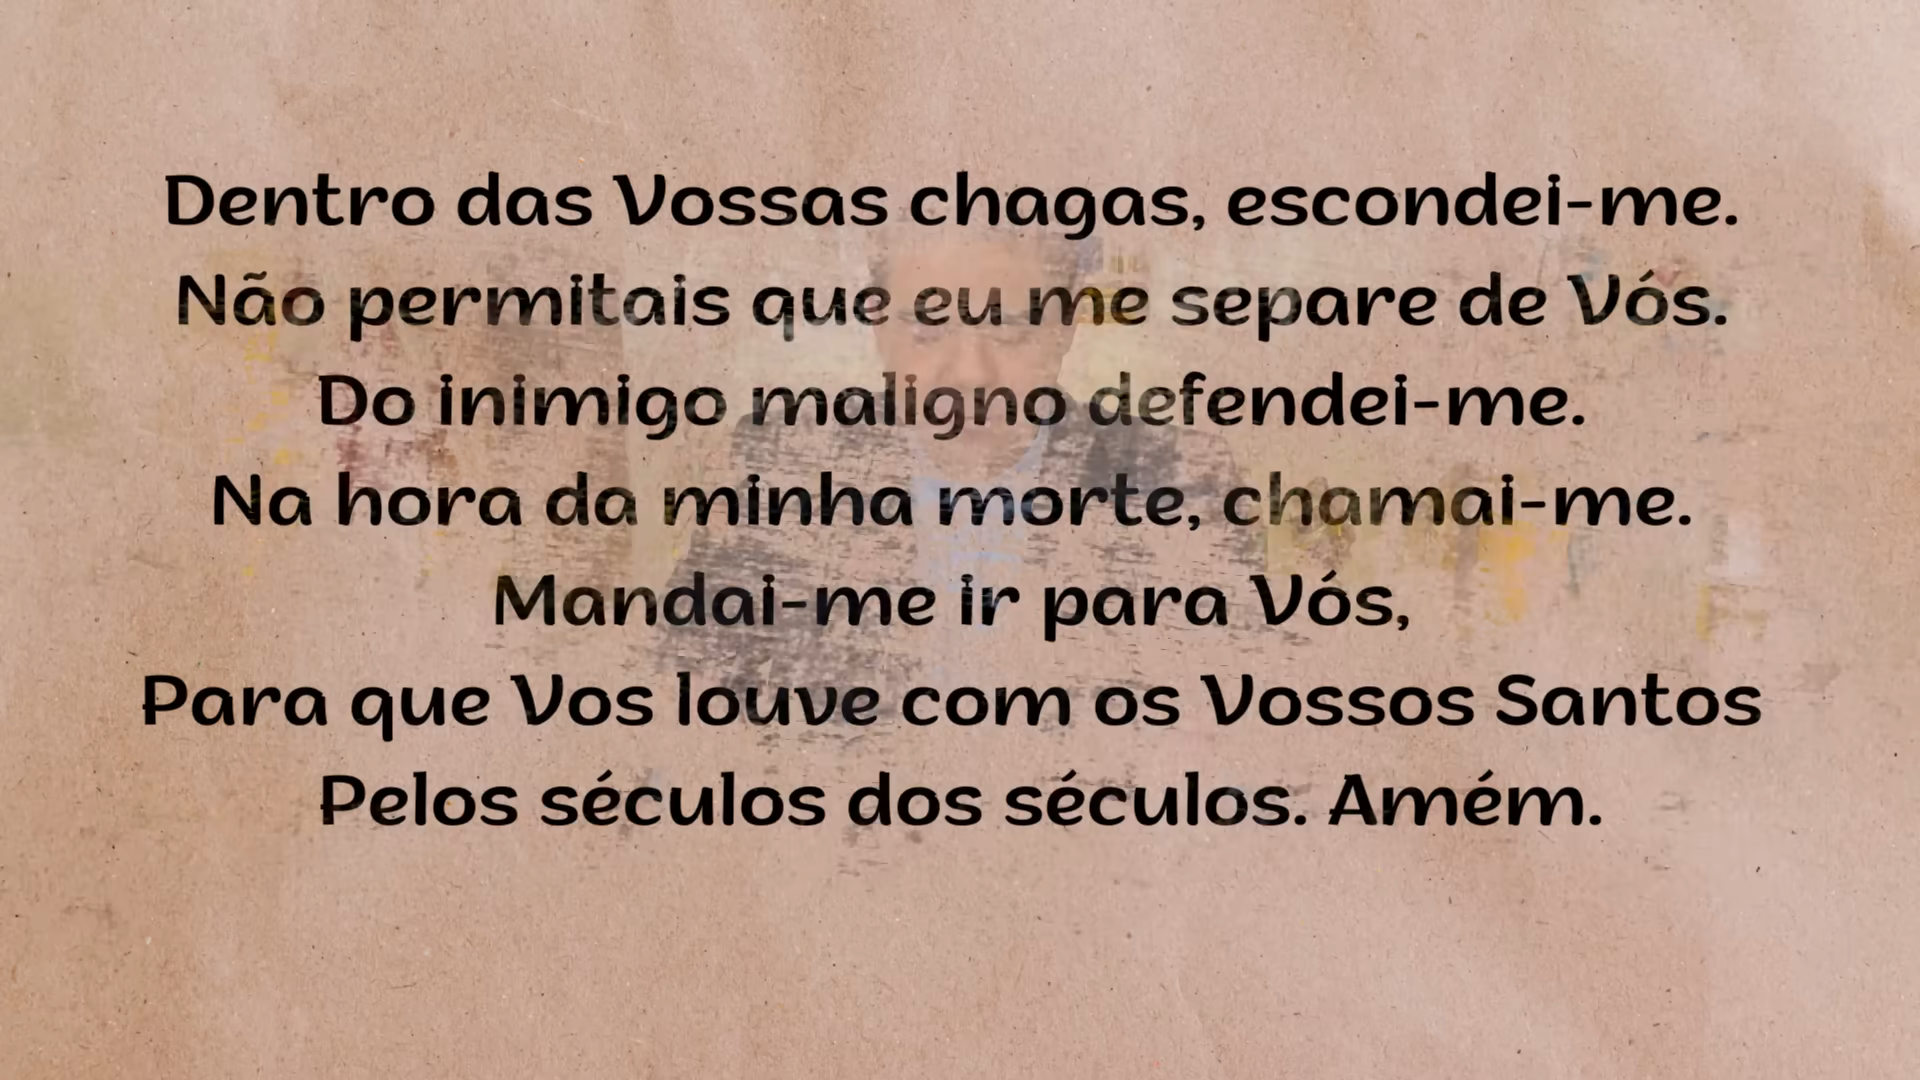 Dentro das Vossas chagas, escondei-me.
Não permitais que eu me separe de Vós.
Do inimigo maligno defendei-me.
Na hora da minha morte, chamai-me.
Mandai-me ir para Vós,
Para que Vos louve com os Vossos Santos
Pelos séculos dos séculos. Amém.